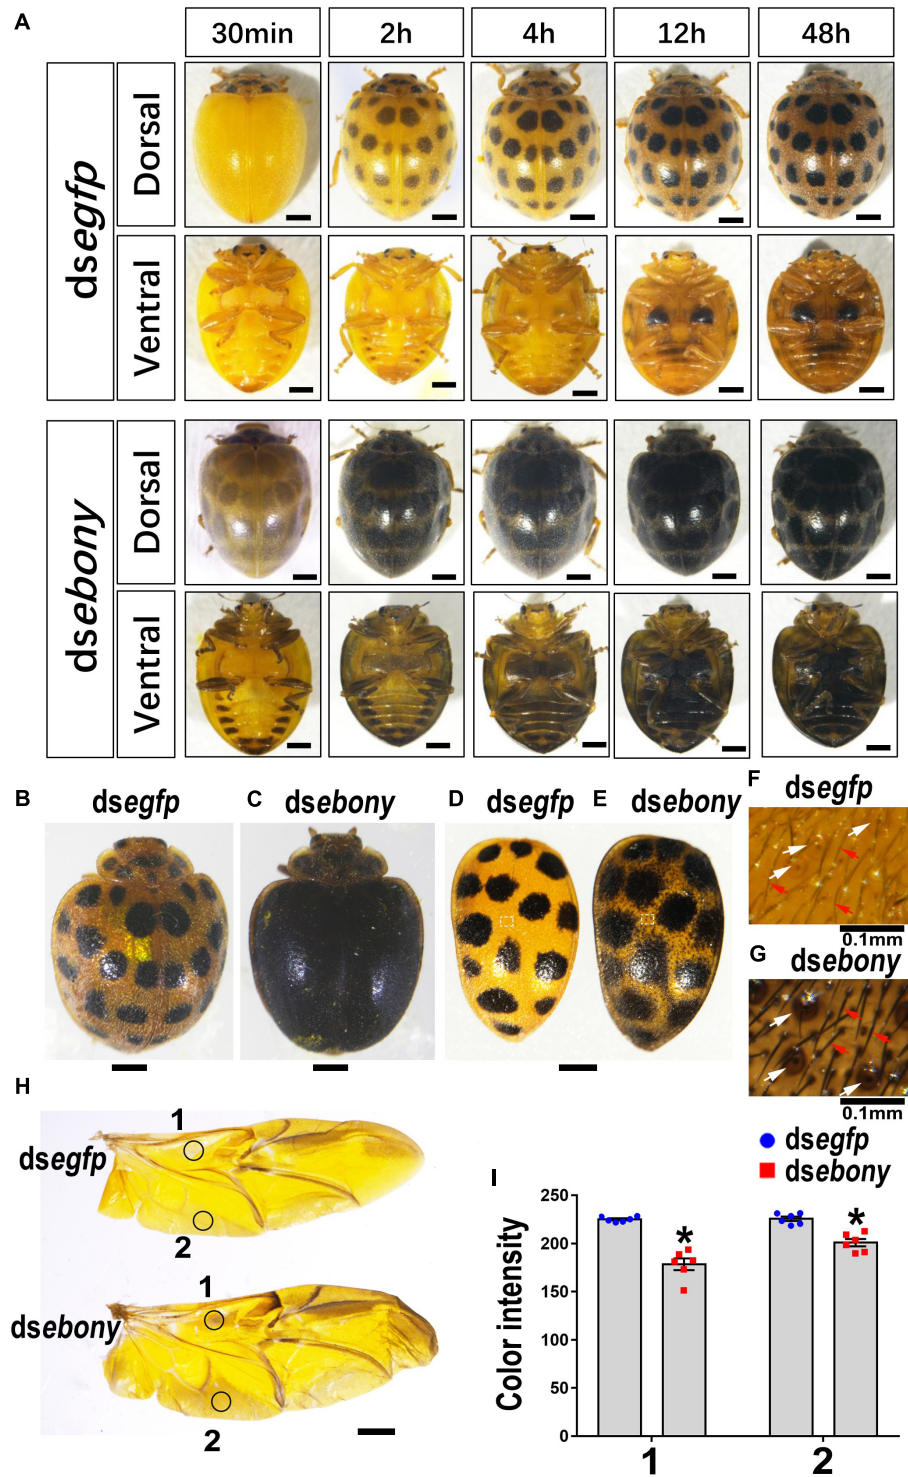 A
30min 2h 4h 12h 48h
dsegfp
Dorsal
Ventral
dsebony
Dorsal
Ventral
B dsegfp C dsebony D dsegfp E dsebony
F dsegfp
0.1mm
G dsebony
0.1mm
H
dsegfp
1
2
dsebony
1
2
I
dsegfp
dsebony
Color intensity
250
200
150
100
50
0
* *
1 2